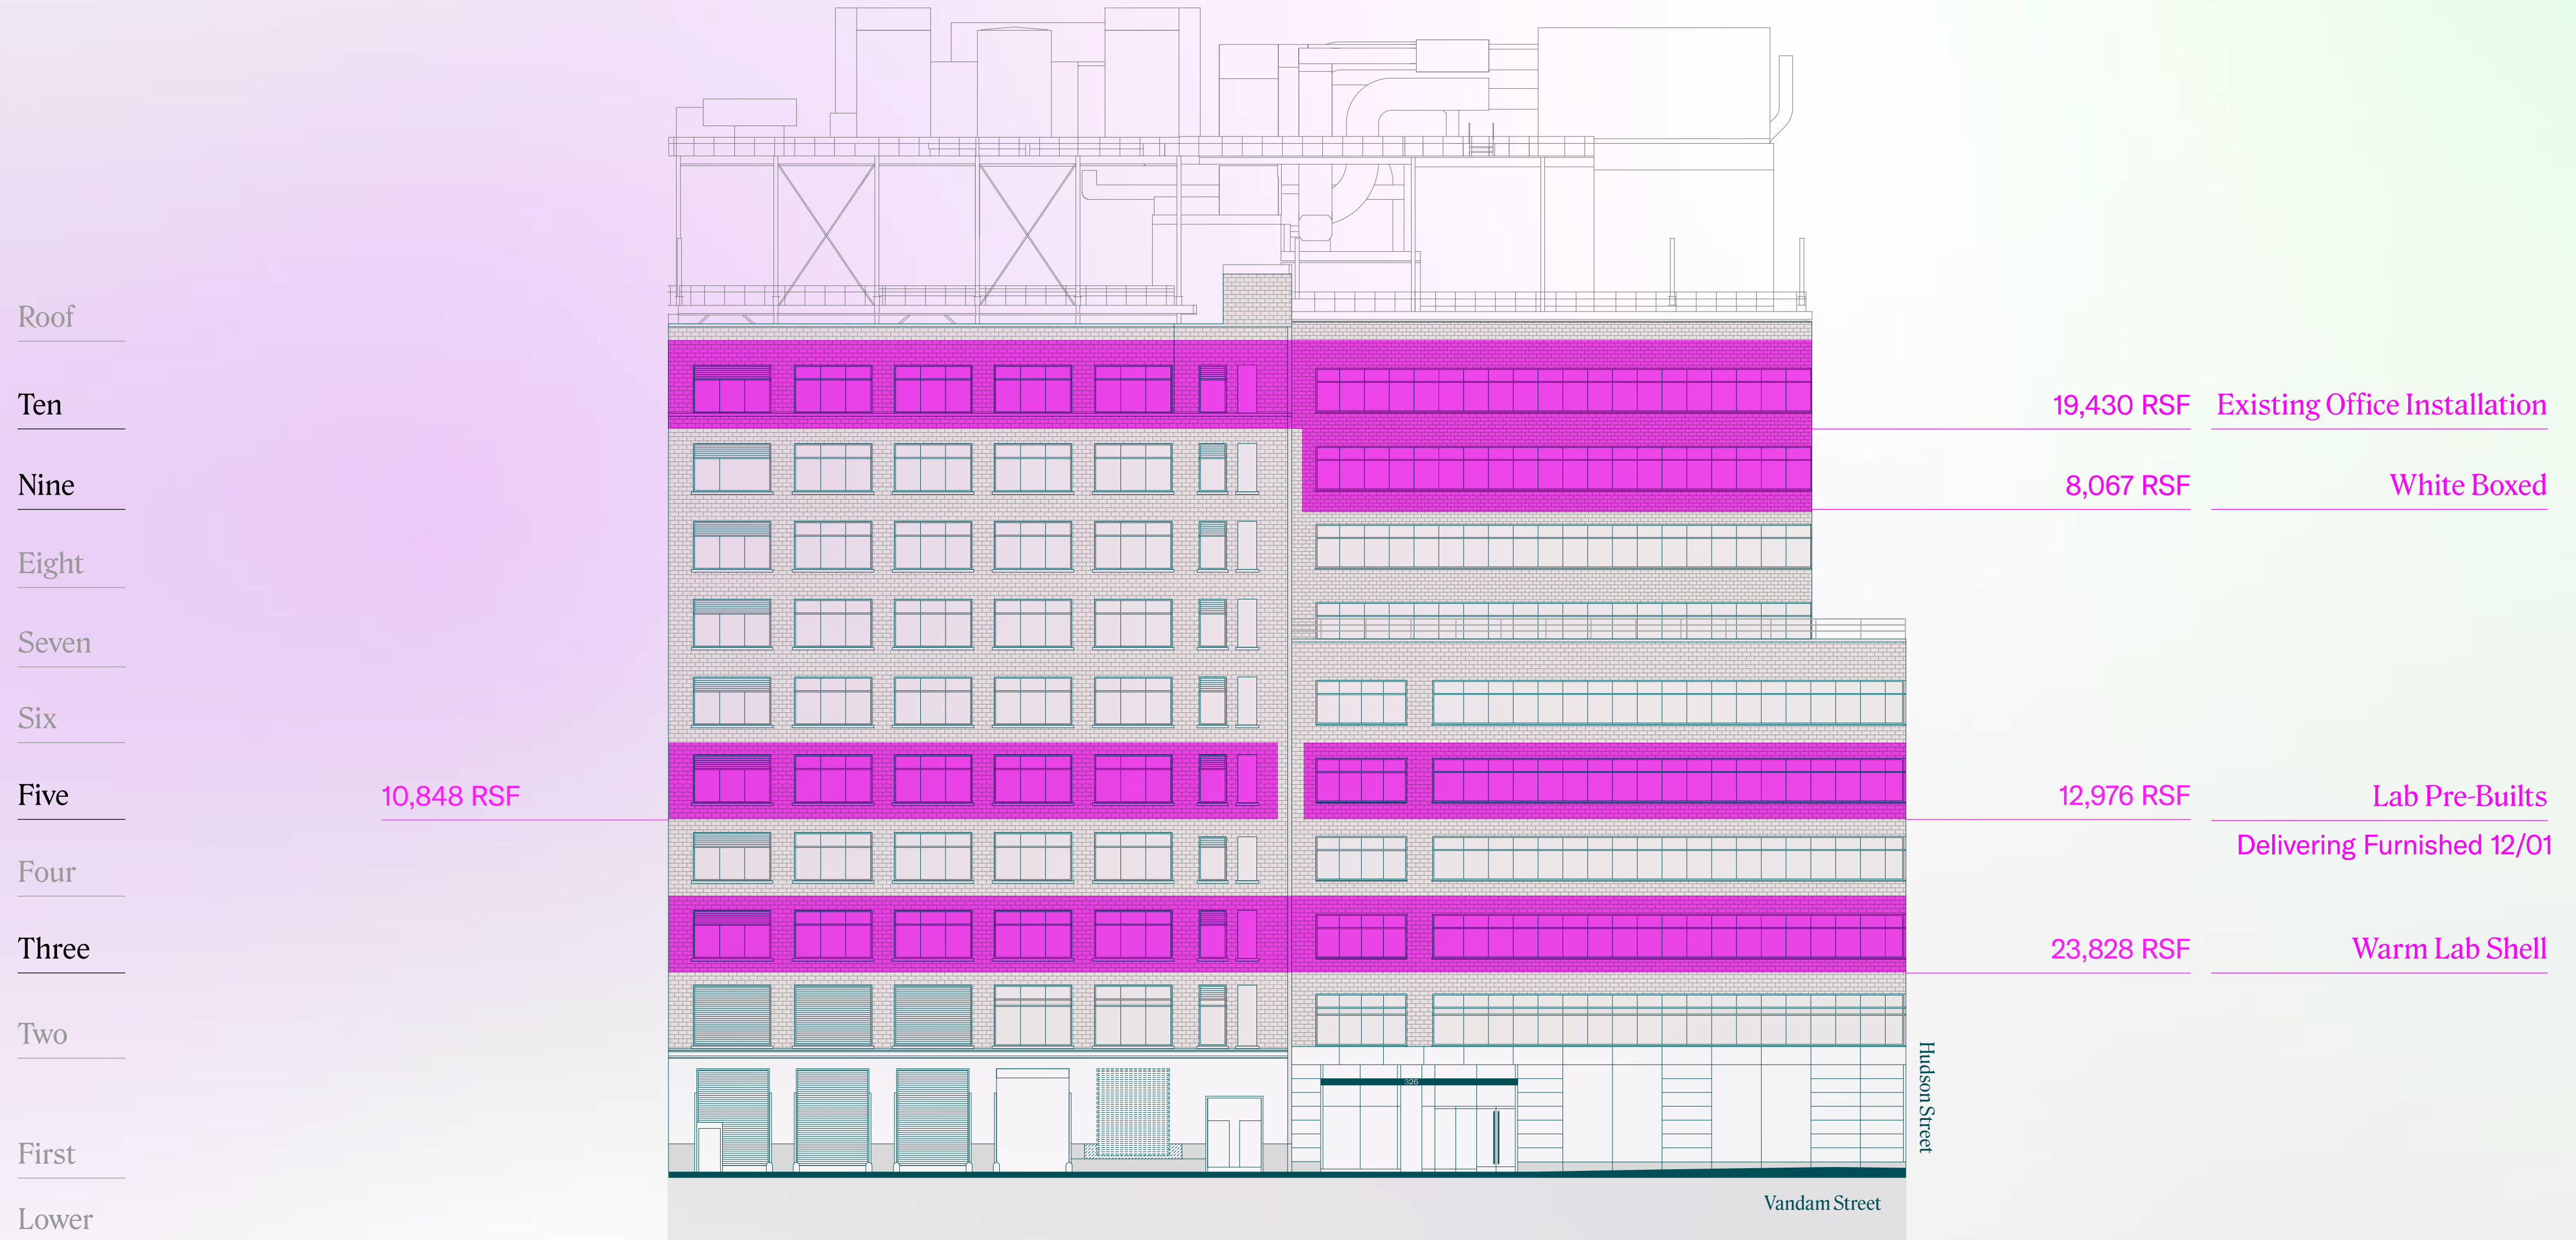 Roof
Ten
19,430 RSF
Existing Office Installation
Nine
8,067 RSF
White Boxed
Eight
Seven
Six
Five
10,848 RSF
12,976 RSF
Lab Pre-Builts
Delivering Furnished 12/01
Four
Three
23,828 RSF
Warm Lab Shell
Two
Hudson Street
325
First
Vandam Street
Lower